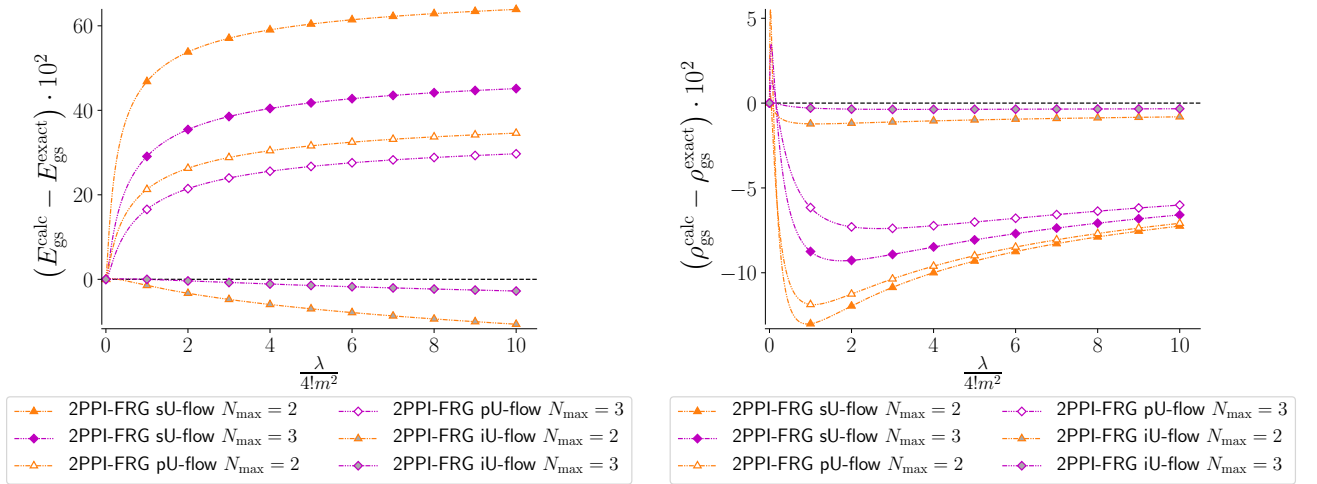 (E_gs^calc − E_gs^exact) · 10^2
60
40
20
0
0 2 4 6 8 10
λ / 4!m^2
2PPI-FRG sU-flow N_max = 2
2PPI-FRG sU-flow N_max = 3
2PPI-FRG pU-flow N_max = 2
2PPI-FRG pU-flow N_max = 3
2PPI-FRG iU-flow N_max = 2
2PPI-FRG iU-flow N_max = 3
(ρ_gs^calc − ρ_gs^exact) · 10^2
5
0
−5
−10
0 2 4 6 8 10
λ / 4!m^2
2PPI-FRG sU-flow N_max = 2
2PPI-FRG sU-flow N_max = 3
2PPI-FRG pU-flow N_max = 2
2PPI-FRG pU-flow N_max = 3
2PPI-FRG iU-flow N_max = 2
2PPI-FRG iU-flow N_max = 3